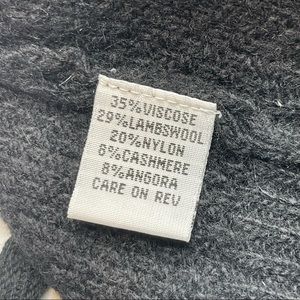 35%VISCOSE
29%LAMBSWOOL
20%NYLON
8%CASHMERE
8%ANGORA
CARE ON REV